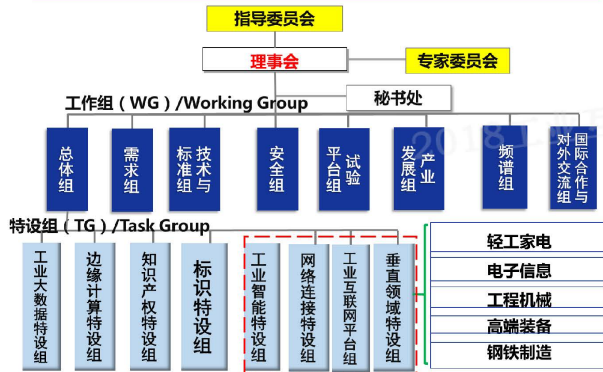 指导委员会
理事会
专家委员会
秘书处
工作组（WG）/Working Group
总体组
需求组
技术与
标准组
安全组
试验
平台组
产业
发展组
频谱组
国际合作与
对外交流组
2018工业互
特设组（TG）/Task Group
工业大数据特设组
边缘计算特设组
知识产权特设组
标识特设组
工业智能特设组
网络连接特设组
工业互联网平台组
垂直领域特设组
轻工家电
电子信息
工程机械
高端装备
钢铁制造